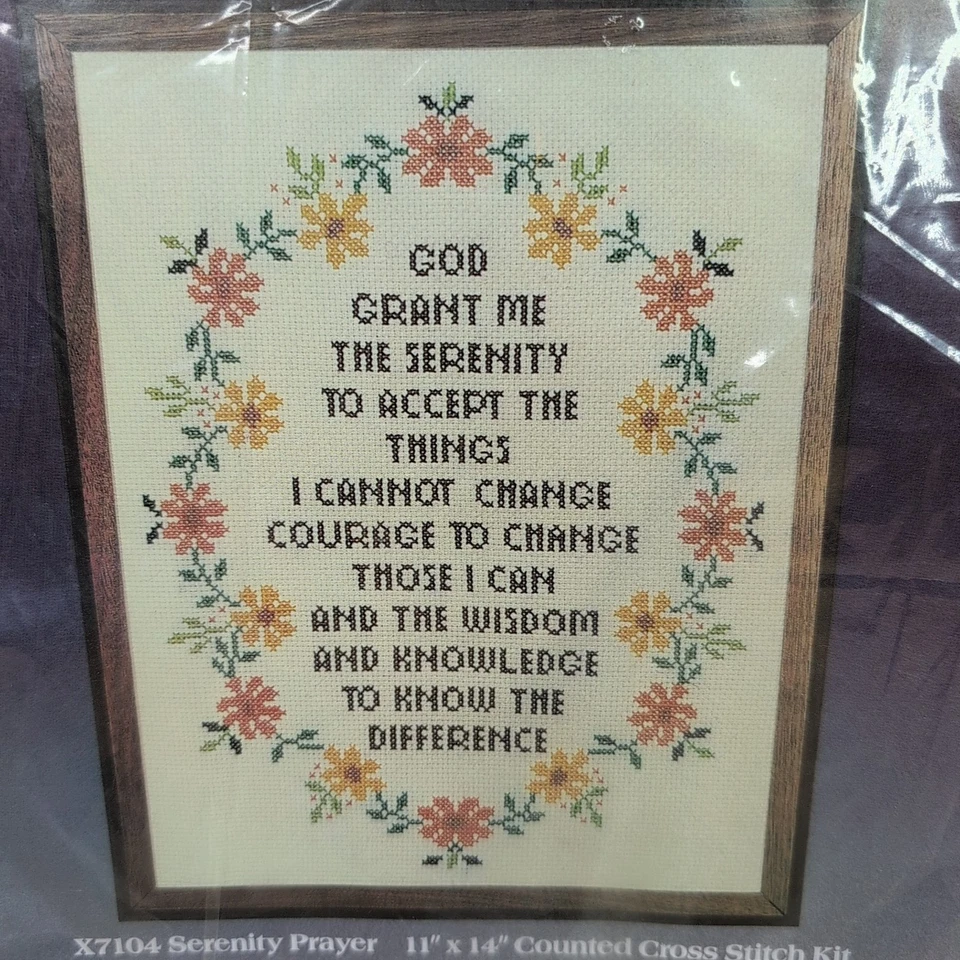 GOD
GRANT ME
THE SERENITY
TO ACCEPT THE
THINGS
I CANNOT CHANGE
COURAGE TO CHANGE
THOSE I CAN
AND THE WISDOM
AND KNOWLEDGE
TO KNOW THE
DIFFERENCE
X7104 Serenity Prayer 11" x 14" Counted Cross Stitch Kit